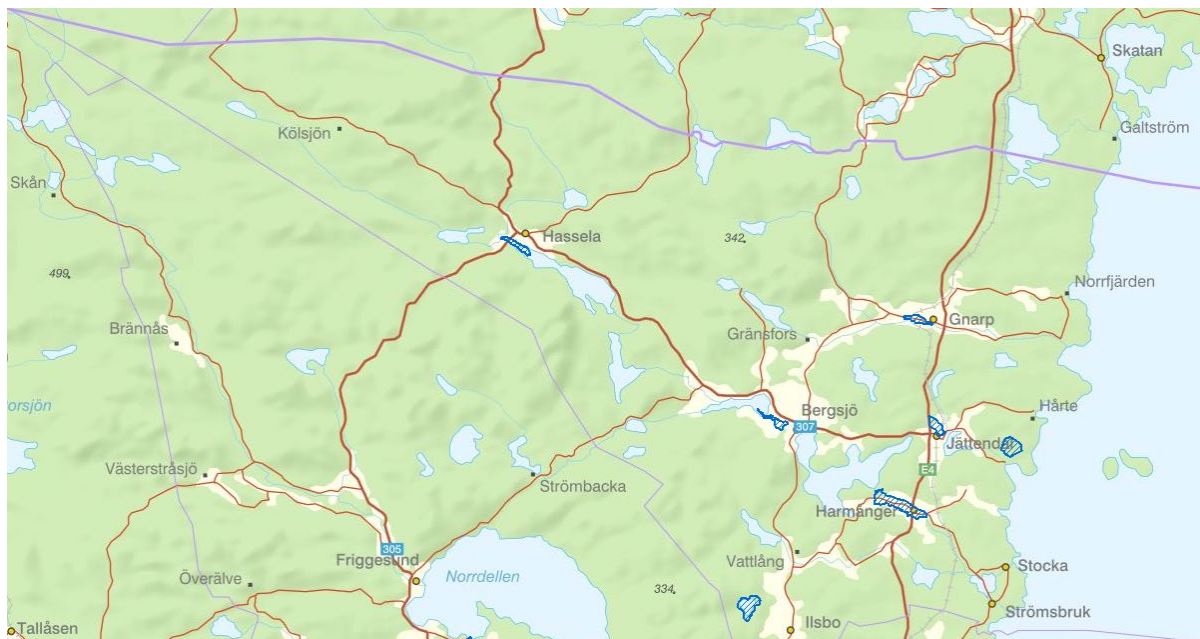 Skatan
Kölsjön
Galtström
Skån
Hassela
342
499
Norrfjärden
Gnarp
Brännås
Gränsfors
orsjön
Bergsjö
Hårte
307
Jättendal
Västerstråsjö
E4
Strömbacka
Harmånger
305
Friggesund
Vattlång
Stocka
Norrdellen
Överälve
334
Strömsbruk
Ilsbo
Tallåsen